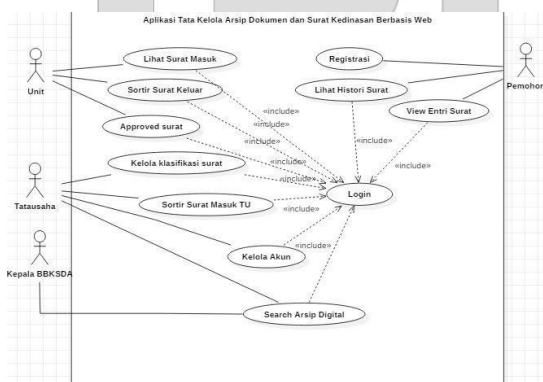 Aplikasi Tata Kelola Arsip Dokumen dan Surat Kedinasan Berbasis Web
Lihat Surat Masuk
Registrasi
Unit
Pemohon
Sortir Surat Keluar
Lihat Histori Surat
«include»
View Entri Surat
«include»
Approved surat
«include»
«include»
Kelola klasifikasi surat
«include»
«include»
«include»
Login
Tatausaha
Sortir Surat Masuk TU
«include»
Kepala BBKSDA
Kelola Akun
«include»
Search Arsip Digital